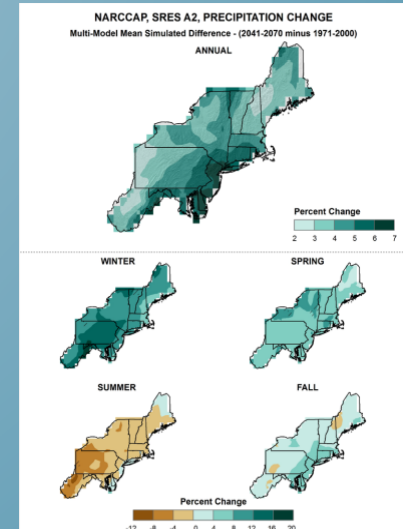 NARCCAP, SRES A2, PRECIPITATION CHANGE
Multi-Model Mean Simulated Difference - (2041-2070 minus 1971-2000)
ANNUAL
Percent Change
2 3 4 5 6 7
WINTER
SPRING
SUMMER
FALL
Percent Change
-12 -8 -4 0 4 8 12 16 20